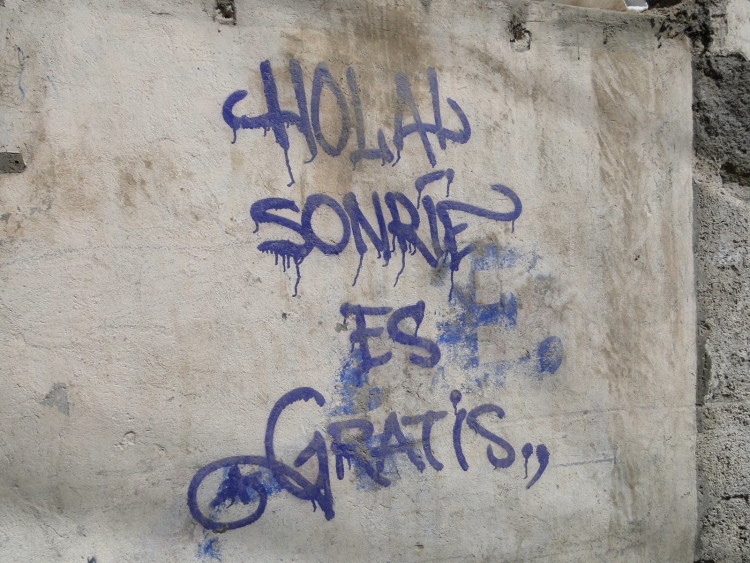 HOLA
SONRÍE
ES
GRATIS,,